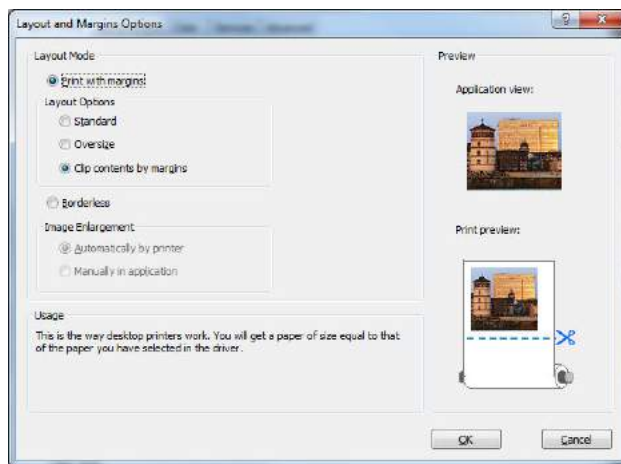 Layout and Margins Options
Layout Mode
Print with margins
Layout Options
Standard
Oversize
Clip contents by margins
Borderless
Image Enlargement
Automatically by printer
Manually in application
Usage
This is the way desktop printers work. You will get a paper of size equal to that
of the paper you have selected in the driver.
Preview
Application view:
Print preview:
OK
Cancel